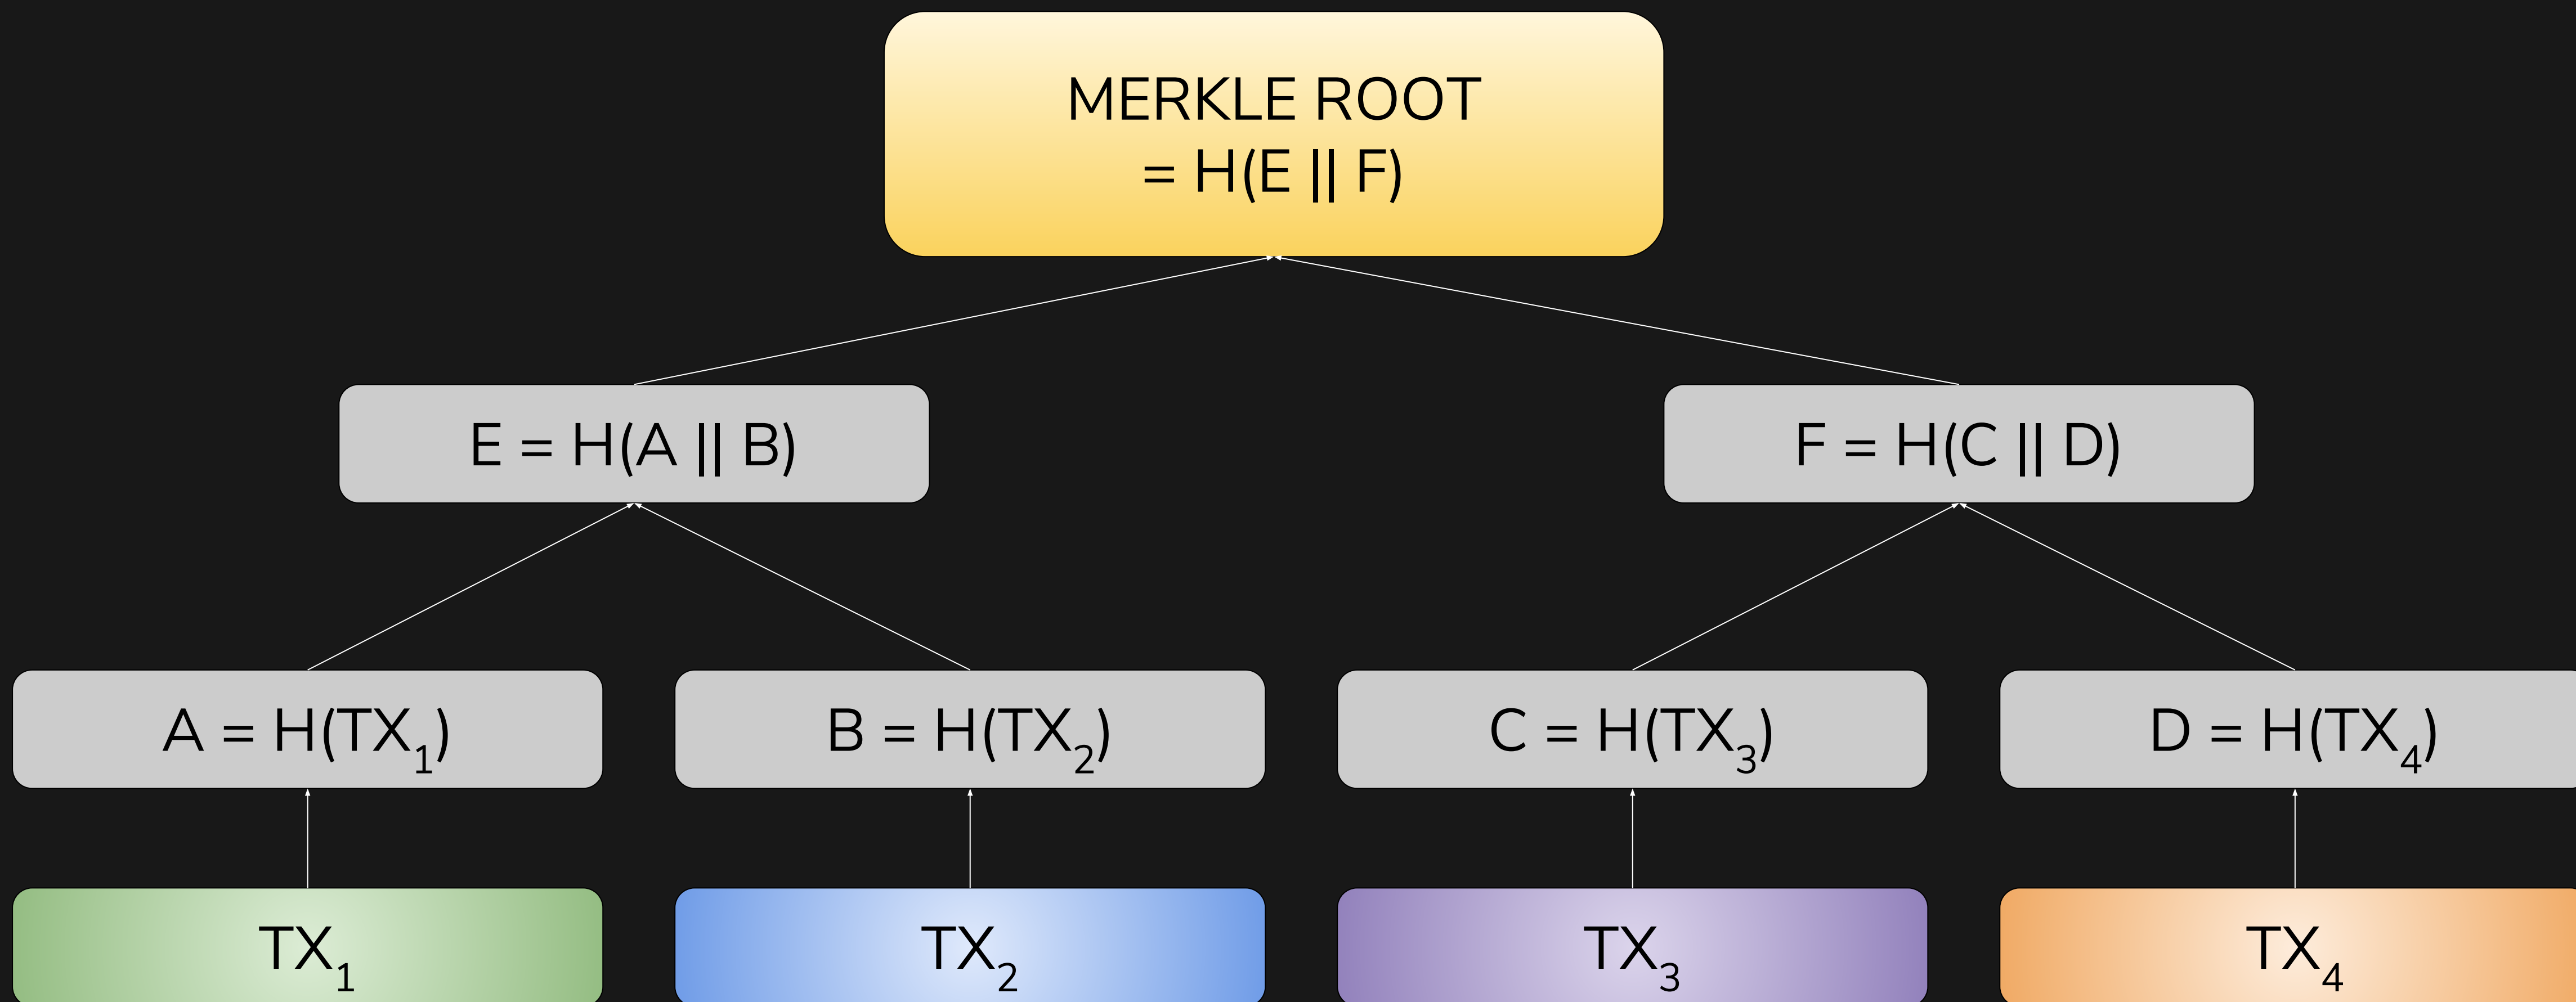 MERKLE ROOT
= H(E || F)
E = H(A || B)
F = H(C || D)
A = H(TX₁)
B = H(TX₂)
C = H(TX₃)
D = H(TX₄)
TX₁
TX₂
TX₃
TX₄